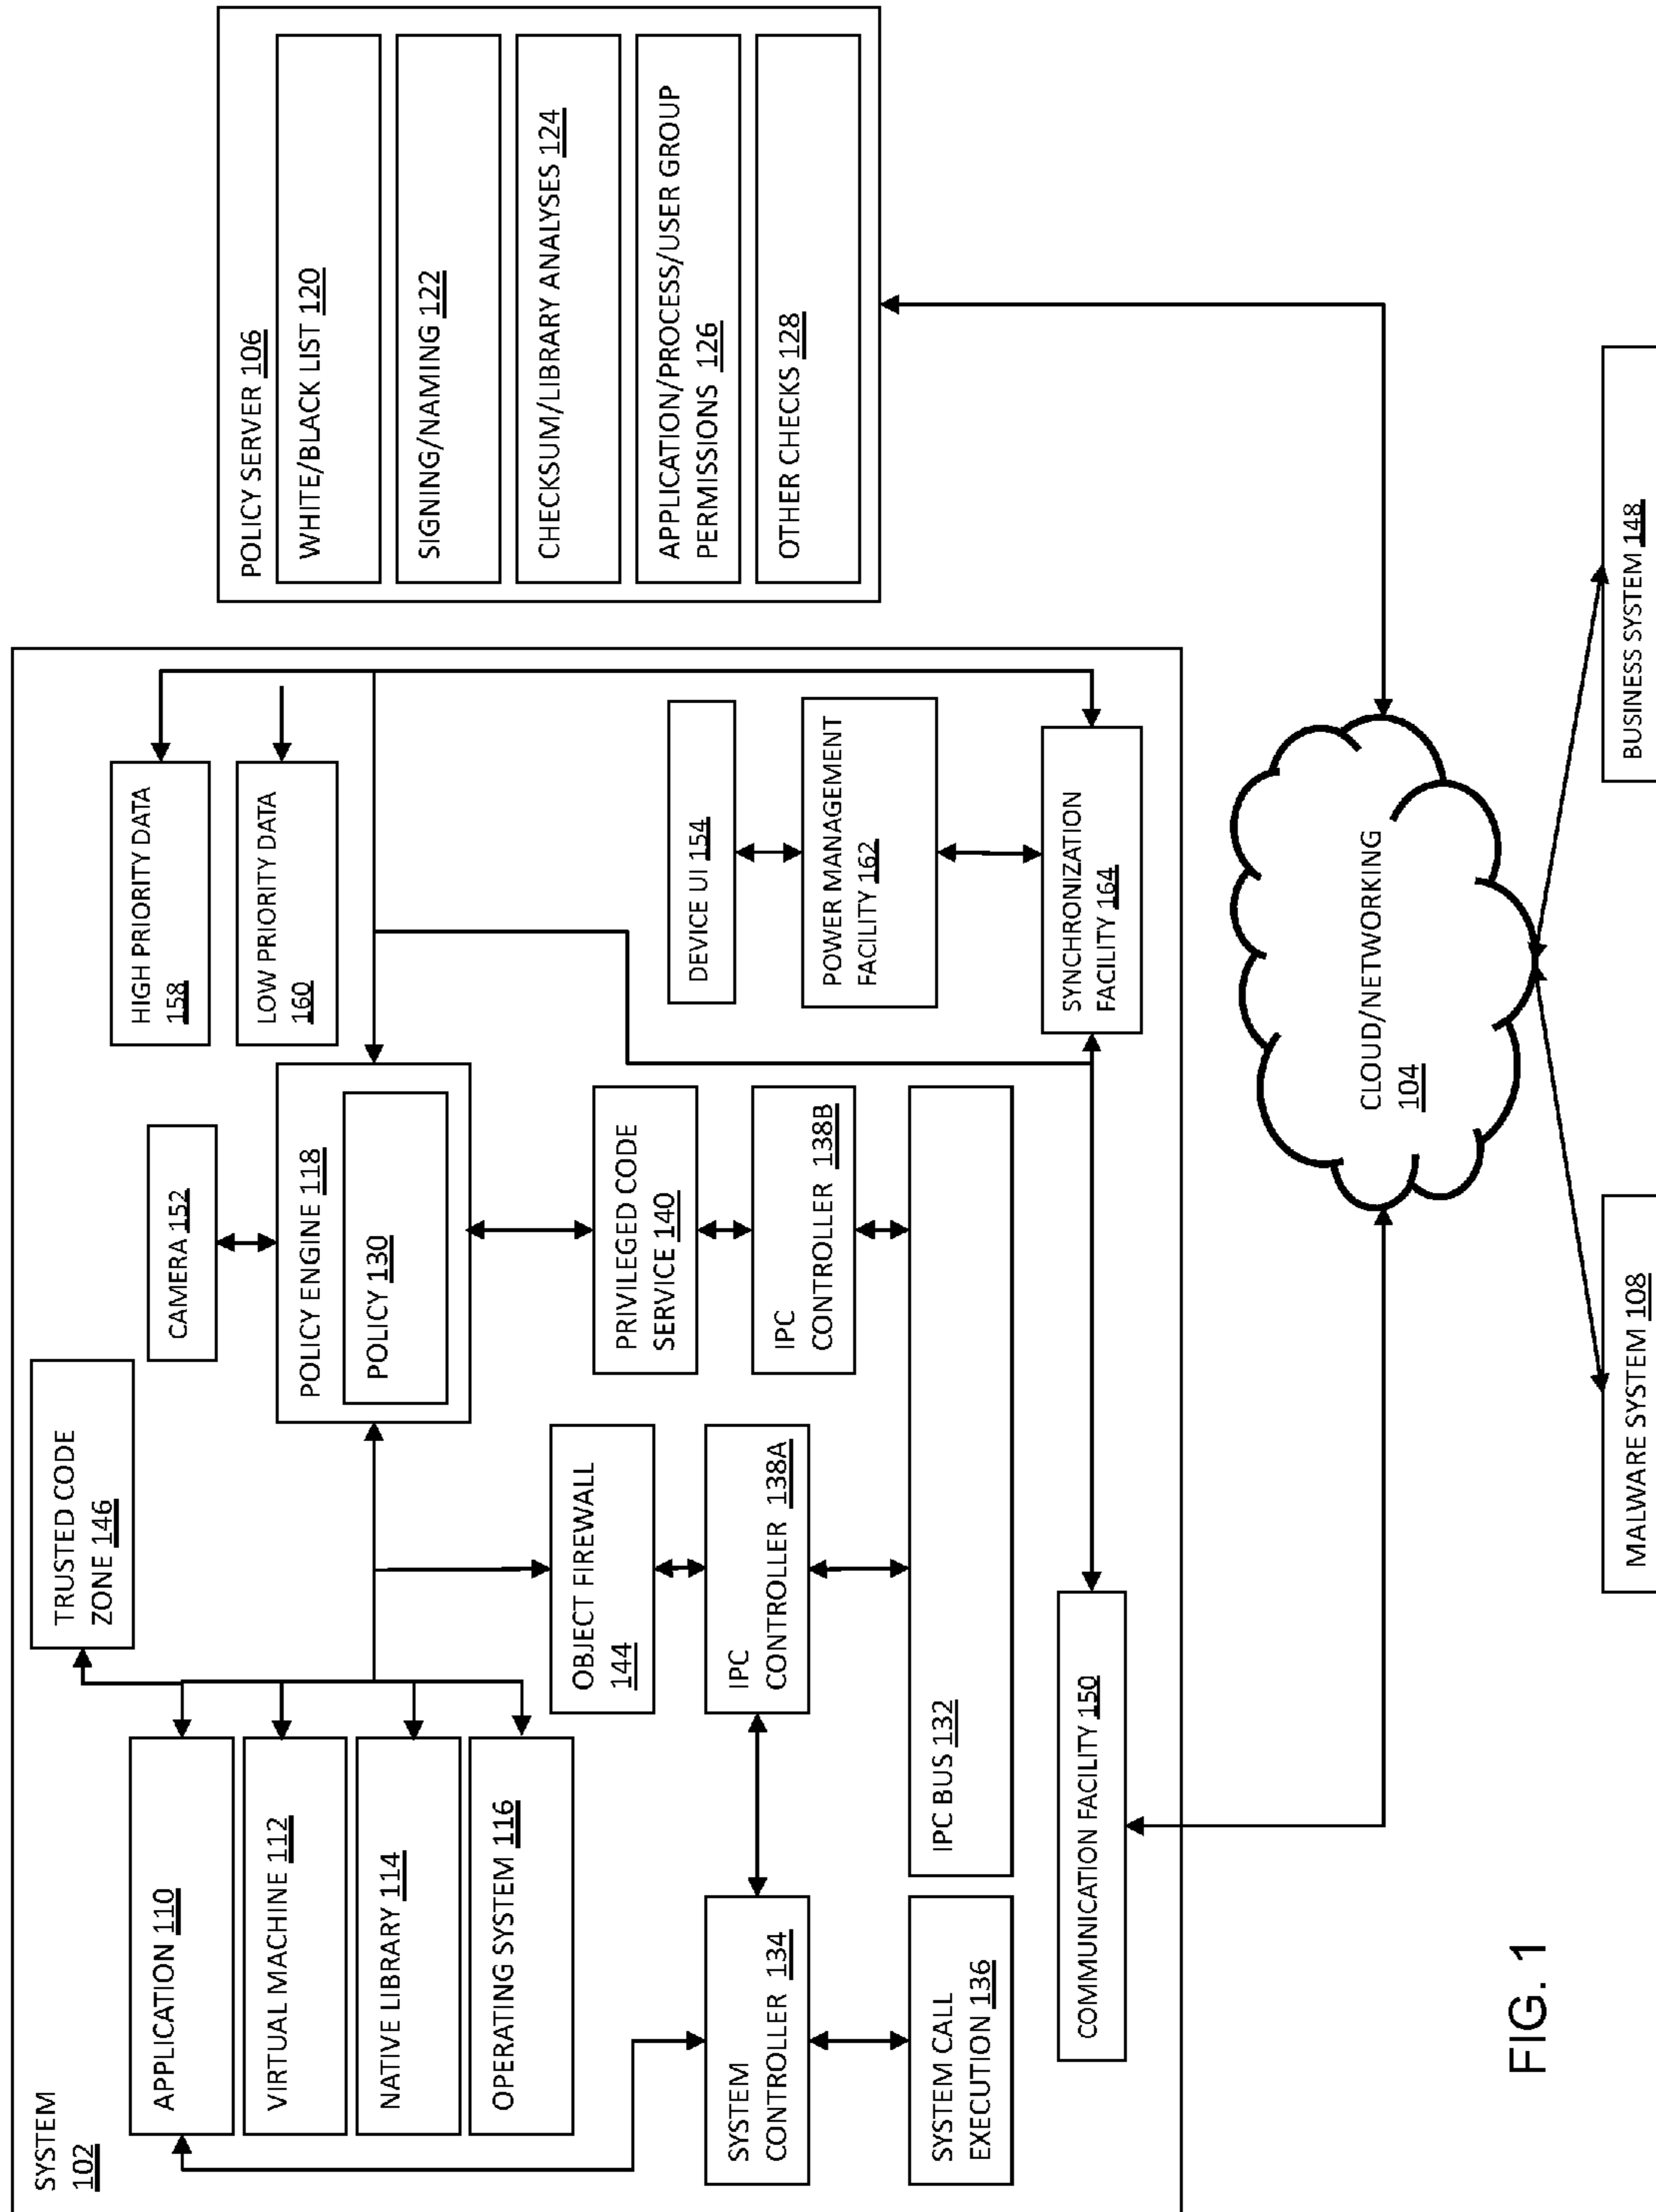 SYSTEM
102
APPLICATION 110
VIRTUAL MACHINE 112
NATIVE LIBRARY 114
OPERATING SYSTEM 116
TRUSTED CODE
ZONE 146
CAMERA 152
POLICY ENGINE 118
POLICY 130
HIGH PRIORITY DATA
158
LOW PRIORITY DATA
160
OBJECT FIREWALL
144
PRIVILEGED CODE
SERVICE 140
DEVICE UI 154
POWER MANAGEMENT
FACILITY 162
SYSTEM
CONTROLLER 134
IPC
CONTROLLER 138A
IPC
CONTROLLER 138B
SYSTEM CALL
EXECUTION 136
IPC BUS 132
SYNCHRONIZATION
FACILITY 164
COMMUNICATION FACILITY 150
POLICY SERVER 106
WHITE/BLACK LIST 120
SIGNING/NAMING 122
CHECKSUM/LIBRARY ANALYSES 124
APPLICATION/PROCESS/USER GROUP
PERMISSIONS 126
OTHER CHECKS 128
CLOUD/NETWORKING
104
MALWARE SYSTEM 108
BUSINESS SYSTEM 148
FIG. 1